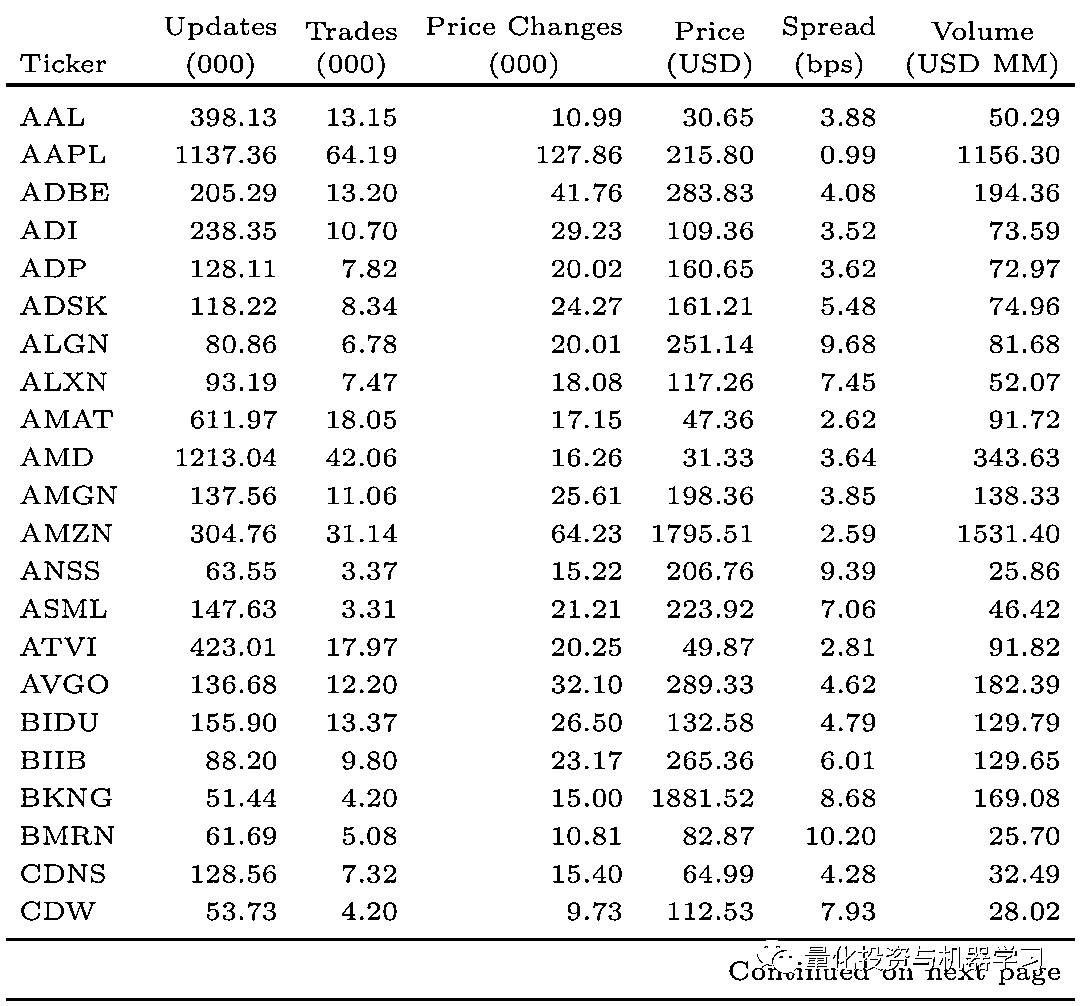 Ticker Updates (000) Trades (000) Price Changes (000) Price (USD) Spread (bps) Volume (USD MM)
AAL 398.13 13.15 10.99 30.65 3.88 50.29
AAPL 1137.36 64.19 127.86 215.80 0.99 1156.30
ADBE 205.29 13.20 41.76 283.83 4.08 194.36
ADI 238.35 10.70 29.23 109.36 3.52 73.59
ADP 128.11 7.82 20.02 160.65 3.62 72.97
ADSK 118.22 8.34 24.27 161.21 5.48 74.96
ALGN 80.86 6.78 20.01 251.14 9.68 81.68
ALXN 93.19 7.47 18.08 117.26 7.45 52.07
AMAT 611.97 18.05 17.15 47.36 2.62 91.72
AMD 1213.04 42.06 16.26 31.33 3.64 343.63
AMGN 137.56 11.06 25.61 198.36 3.85 138.33
AMZN 304.76 31.14 64.23 1795.51 2.59 1531.40
ANSS 63.55 3.37 15.22 206.76 9.39 25.86
ASML 147.63 3.31 21.21 223.92 7.06 46.42
ATVI 423.01 17.97 20.25 49.87 2.81 91.82
AVGO 136.68 12.20 32.10 289.33 4.62 182.39
BIDU 155.90 13.37 26.50 132.58 4.79 129.79
BIIB 88.20 9.80 23.17 265.36 6.01 129.65
BKNG 51.44 4.20 15.00 1881.52 8.68 169.08
BMRN 61.69 5.08 10.81 82.87 10.20 25.70
CDNS 128.56 7.32 15.40 64.99 4.28 32.49
CDW 53.73 4.20 9.73 112.53 7.93 28.02
量化投资与机器学习
Continued on next page